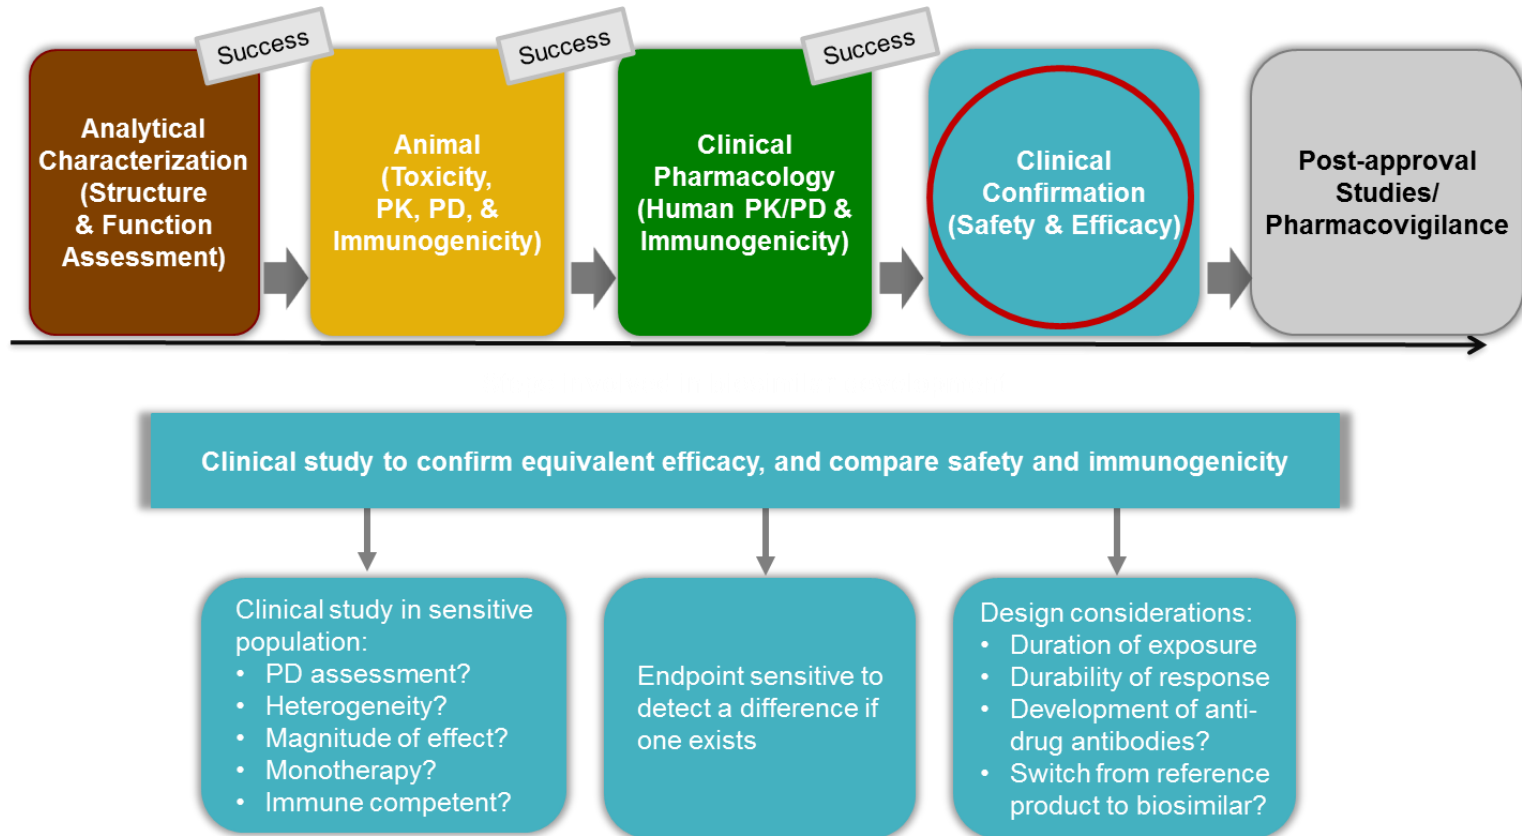 Success
Success
Success
Analytical
Characterization
(Structure
& Function
Assessment)
Animal
(Toxicity,
PK, PD, &
Immunogenicity)
Clinical
Pharmacology
(Human PK/PD &
Immunogenicity)
Clinical
Confirmation
(Safety & Efficacy)
Post-approval
Studies/
Pharmacovigilance
Clinical study to confirm equivalent efficacy, and compare safety and immunogenicity
Clinical study in sensitive
population:
• PD assessment?
• Heterogeneity?
• Magnitude of effect?
• Monotherapy?
• Immune competent?
Endpoint sensitive to
detect a difference if
one exists
Design considerations:
• Duration of exposure
• Durability of response
• Development of anti-
drug antibodies?
• Switch from reference
product to biosimilar?